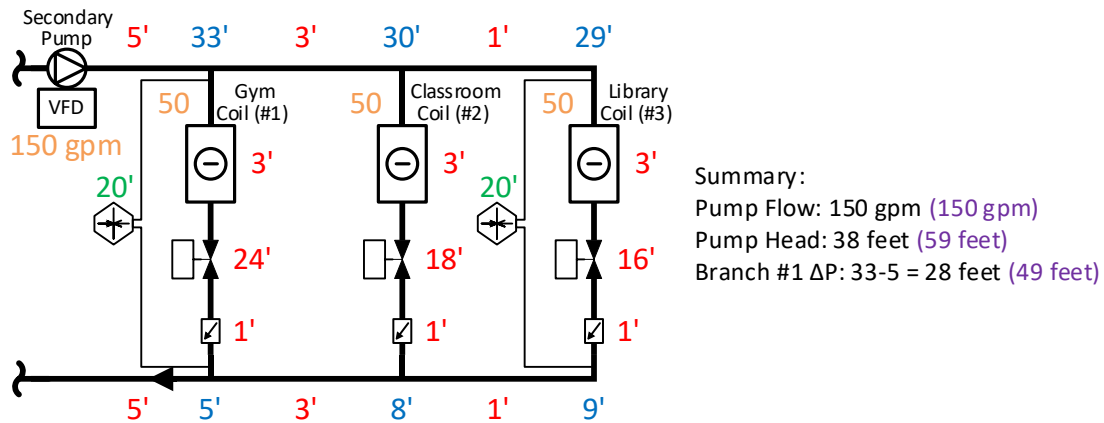 Secondary
Pump
5' 33' 3' 30' 1' 29'
VFD
150 gpm
50 Gym
Coil (#1)
50 Classroom
Coil (#2)
50 Library
Coil (#3)
3' 3' 3'
20' 20'
24' 18' 16'
1' 1' 1'
5' 5' 3' 8' 1' 9'
Summary:
Pump Flow: 150 gpm (150 gpm)
Pump Head: 38 feet (59 feet)
Branch #1 ΔP: 33-5 = 28 feet (49 feet)